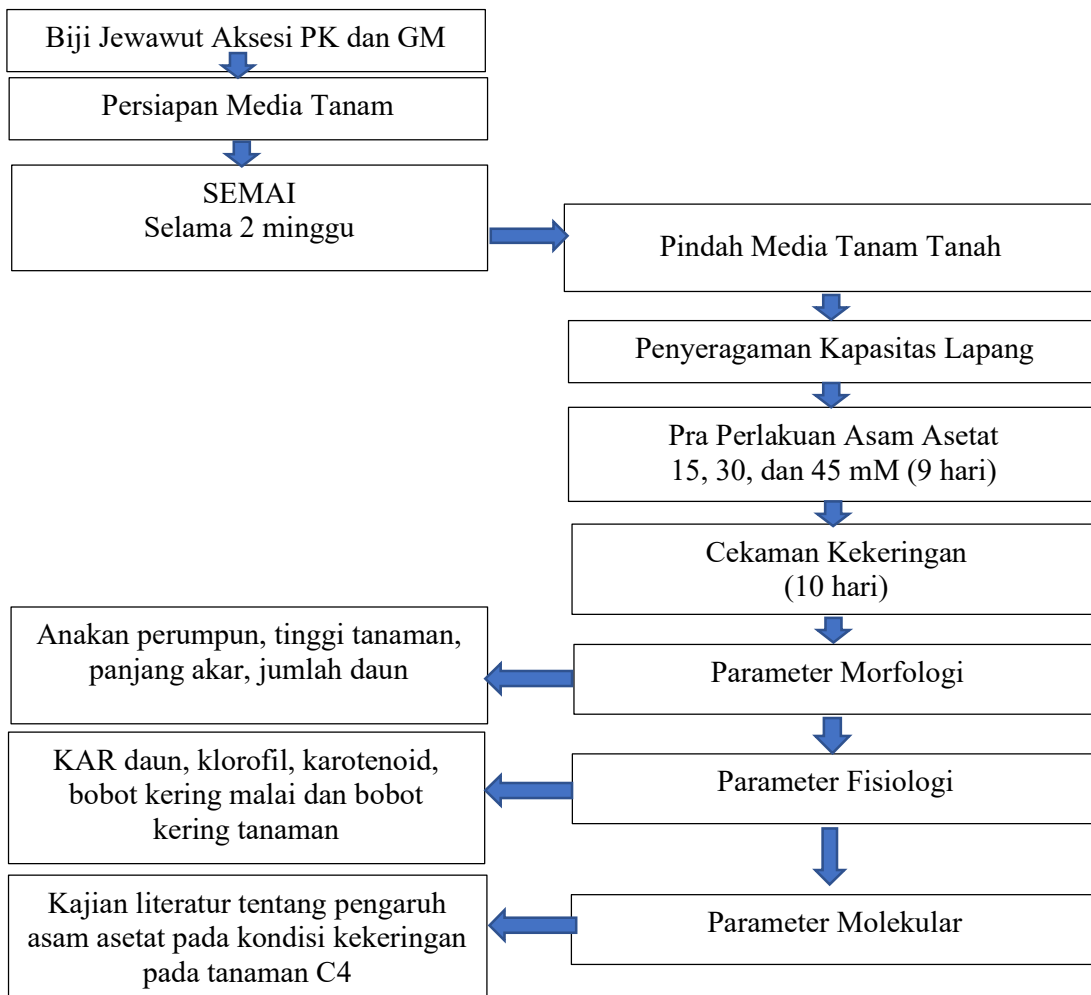 Biji Jewawut Aksesi PK dan GM
Persiapan Media Tanam
SEMAI
Selama 2 minggu
Pindah Media Tanam Tanah
Penyeragaman Kapasitas Lapang
Pra Perlakuan Asam Asetat
15, 30, dan 45 mM (9 hari)
Cekaman Kekeringan
(10 hari)
Parameter Morfologi
Anakan perumpun, tinggi tanaman,
panjang akar, jumlah daun
Parameter Fisiologi
KAR daun, klorofil, karotenoid,
bobot kering malai dan bobot
kering tanaman
Parameter Molekular
Kajian literatur tentang pengaruh
asam asetat pada kondisi kekeringan
pada tanaman C4